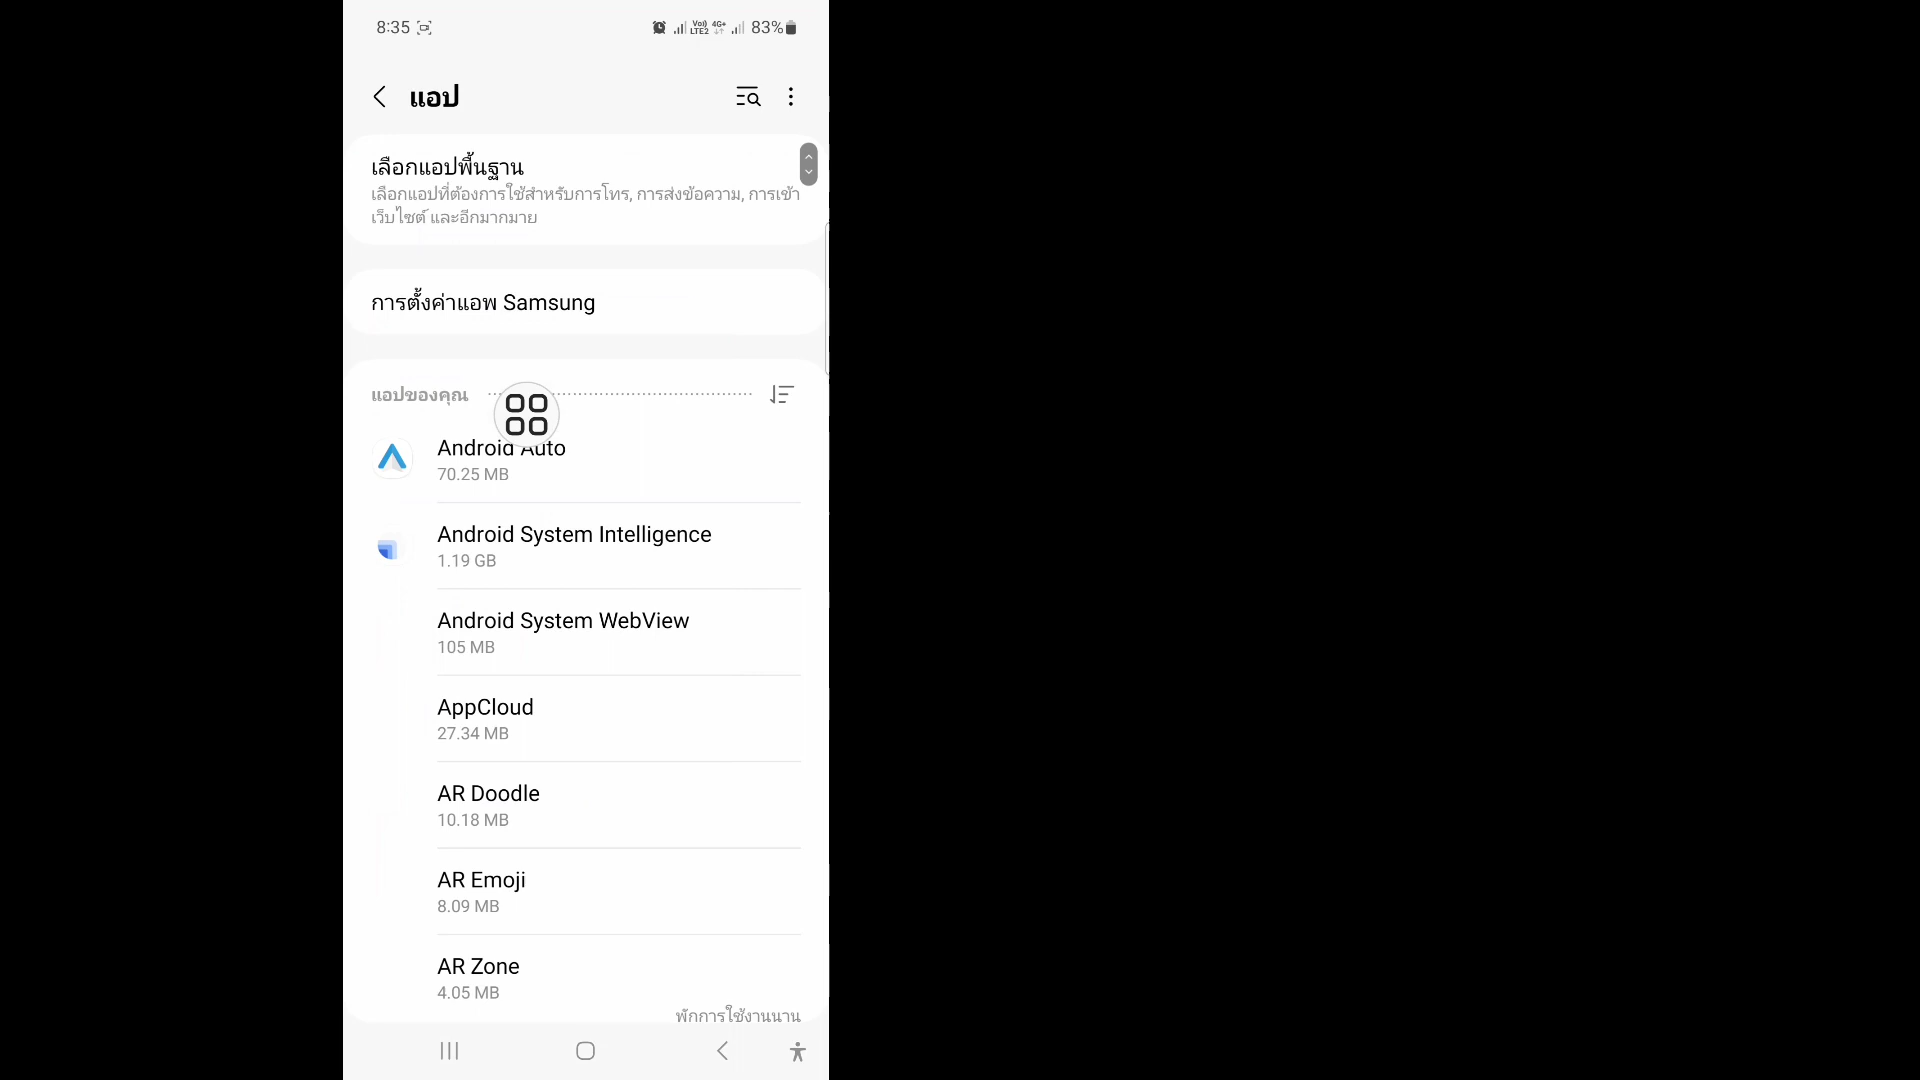 8:35 Vo) LTE2 4G+ 83%
แอป
เลือกแอปพื้นฐาน
เลือกแอปที่ต้องการใช้สำหรับการโทร, การส่งข้อความ, การเข้า
เว็บไซต์ และอีกมากมาย
การตั้งค่าแอพ Samsung
แอปของคุณ
Android Auto
70.25 MB
Android System Intelligence
1.19 GB
Android System WebView
105 MB
AppCloud
27.34 MB
AR Doodle
10.18 MB
AR Emoji
8.09 MB
AR Zone
4.05 MB
พักการใช้งานนาน